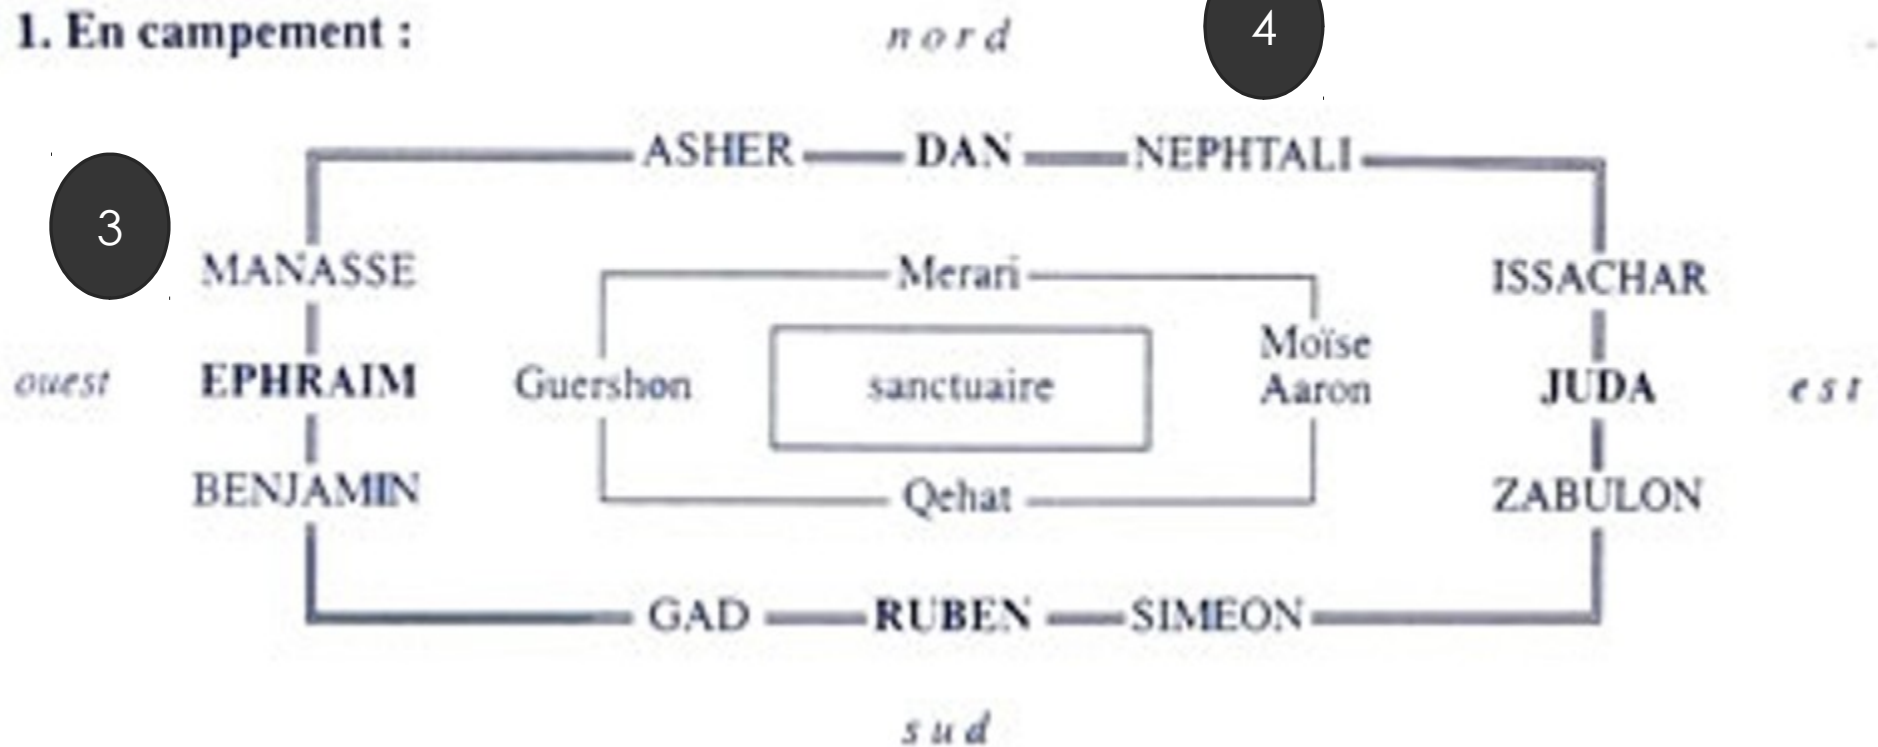 1. En campement :
nord
4
ASHER DAN NEPHTALI
3
MANASSE Merari ISSACHAR
ouest EPHRAIM Guershon sanctuaire Moïse Aaron JUDA est
BENJAMIN Qehat ZABULON
GAD RUBEN SIMEON
sud